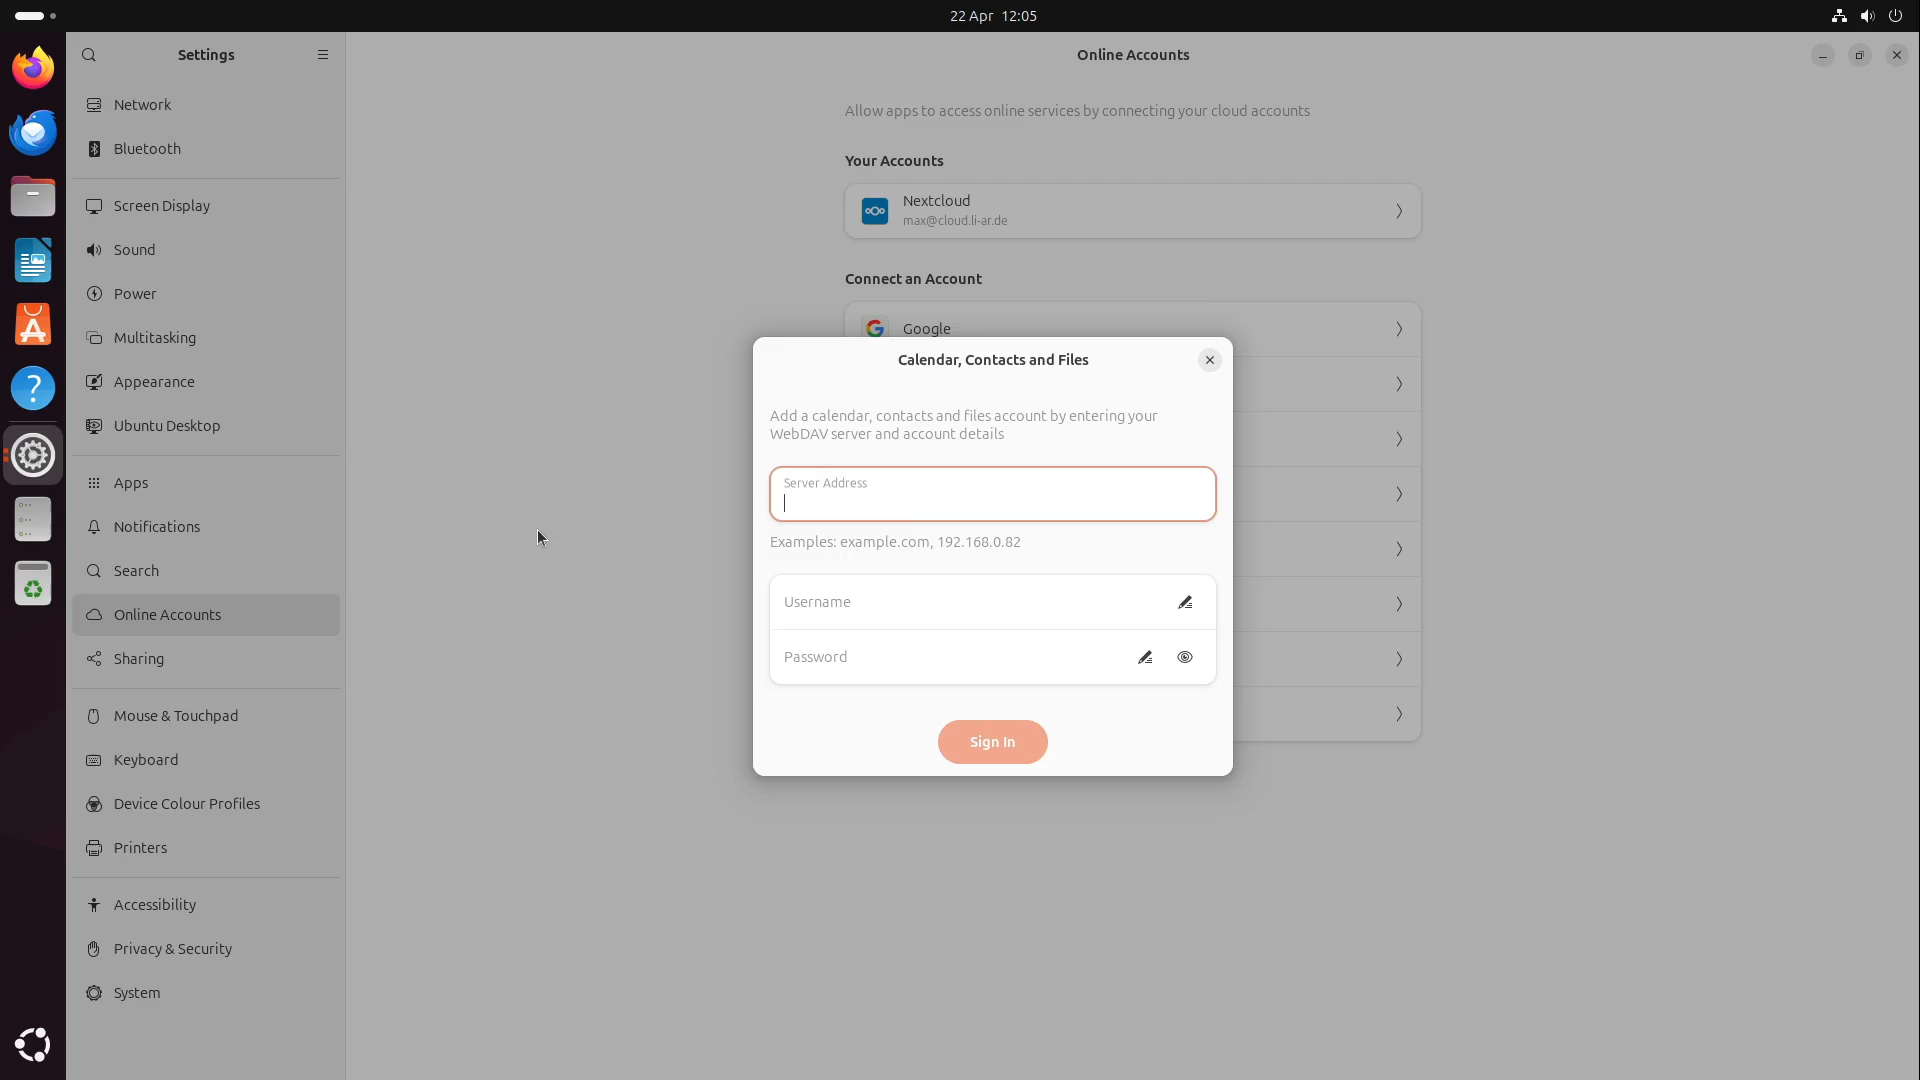 22 Apr 12:05
Settings
Online Accounts
Network
Bluetooth
Screen Display
Sound
Power
Multitasking
Appearance
Ubuntu Desktop
Apps
Notifications
Search
Online Accounts
Sharing
Mouse & Touchpad
Keyboard
Device Colour Profiles
Printers
Accessibility
Privacy & Security
System
Allow apps to access online services by connecting your cloud accounts
Your Accounts
Nextcloud
max@cloud.li-ar.de
Connect an Account
Google
Calendar, Contacts and Files
Add a calendar, contacts and files account by entering your
WebDAV server and account details
Server Address
Examples: example.com, 192.168.0.82
Username
Password
Sign In